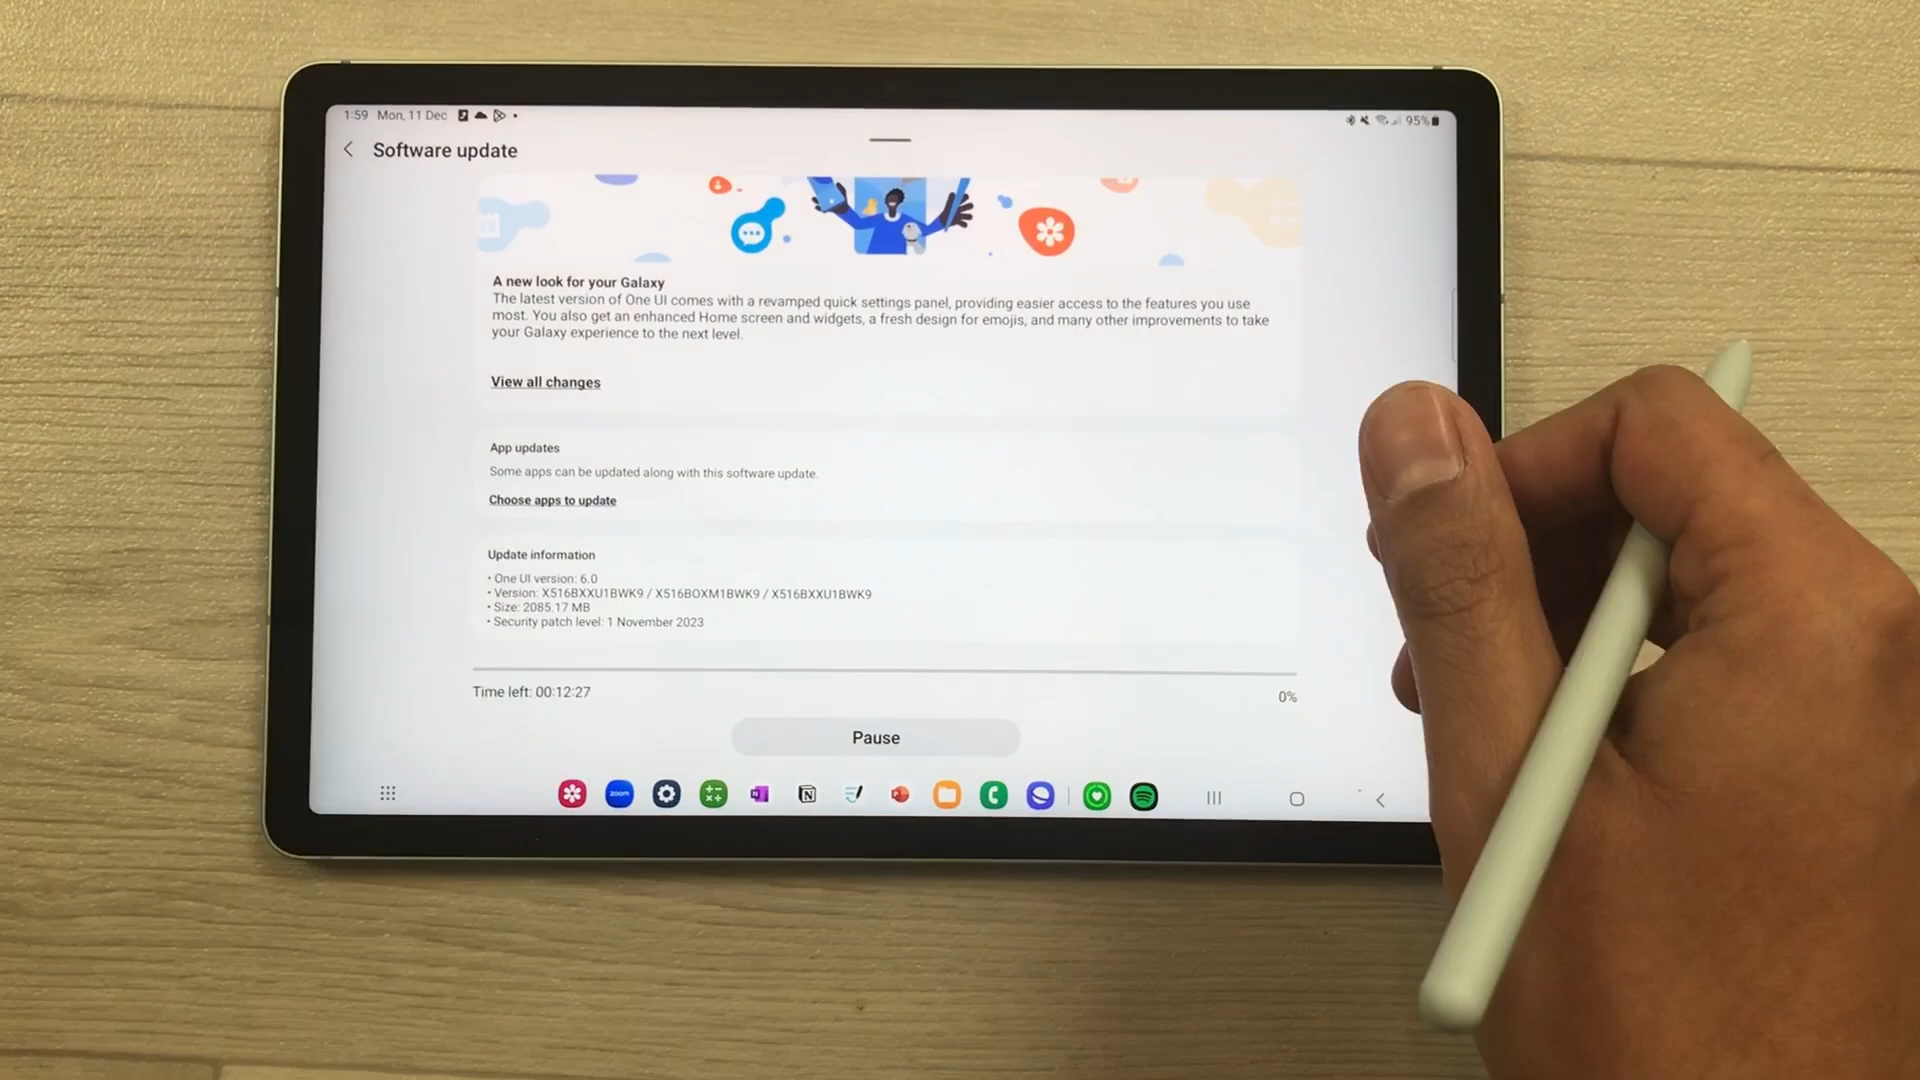 1:59 Mon, 11 Dec
95%
Software update
A new look for your Galaxy
The latest version of One UI comes with a revamped quick settings panel, providing easier access to the features you use
most. You also get an enhanced Home screen and widgets, a fresh design for emojis, and many other improvements to take
your Galaxy experience to the next level.
View all changes
App updates
Some apps can be updated along with this software update.
Choose apps to update
Update information
• One UI version: 6.0
• Version: X516BXXU1BWK9 / X516BOXM1BWK9 / X516BXXU1BWK9
• Size: 2085.17 MB
• Security patch level: 1 November 2023
Time left: 00:12:27
0%
Pause
zoom